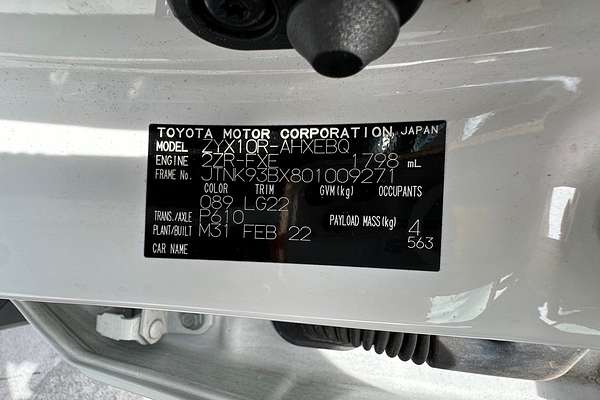 TOYOTA MOTOR CORPORATION, JAPAN
MODEL ZYX10R-AHXEBQ
ENGINE 2ZR-FXE 1798 mL
FRAME No. JTNK93BX801009271
COLOR TRIM GVM(kg) OCCUPANTS
089 LG22
TRANS./AXLE P610 PAYLOAD MASS(kg) 4
PLANT/BUILT M31 FEB 22 563
CAR NAME